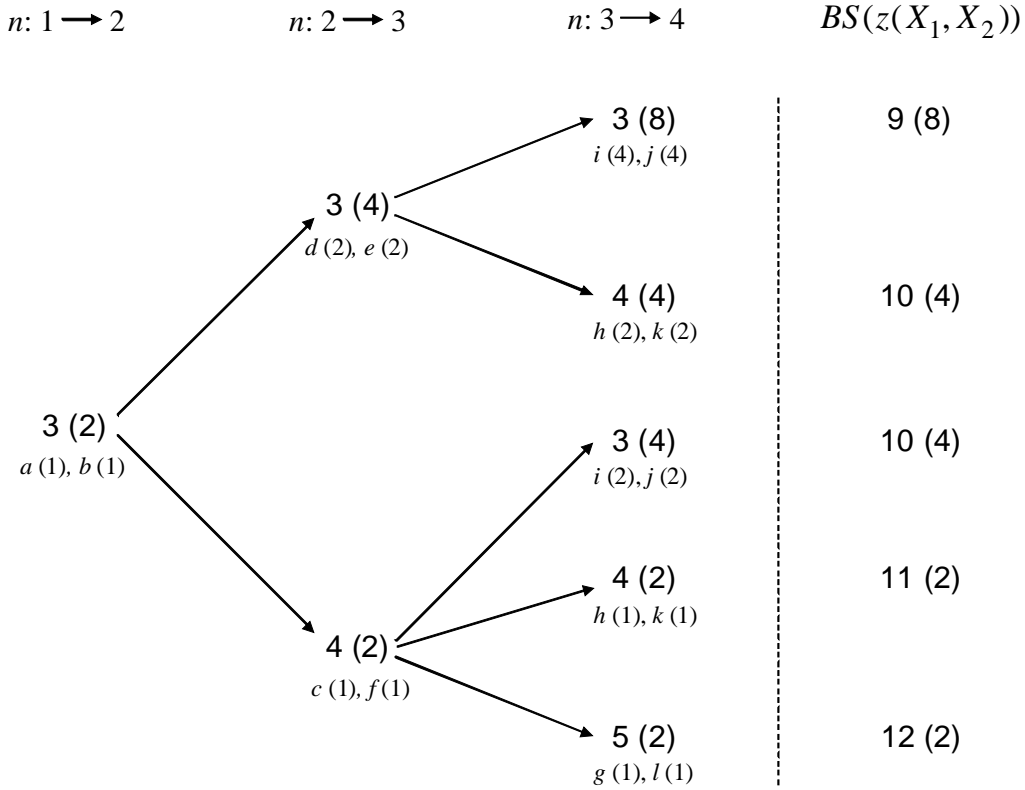 n: 1 → 2 n: 2 → 3 n: 3 → 4 BS(z(X₁, X₂))
3 (8) 9 (8)
i (4), j (4)
3 (4)
d (2), e (2)
4 (4) 10 (4)
h (2), k (2)
3 (2)
a (1), b (1)
3 (4) 10 (4)
i (2), j (2)
4 (2) 11 (2)
h (1), k (1)
4 (2)
c (1), f (1)
5 (2) 12 (2)
g (1), l (1)